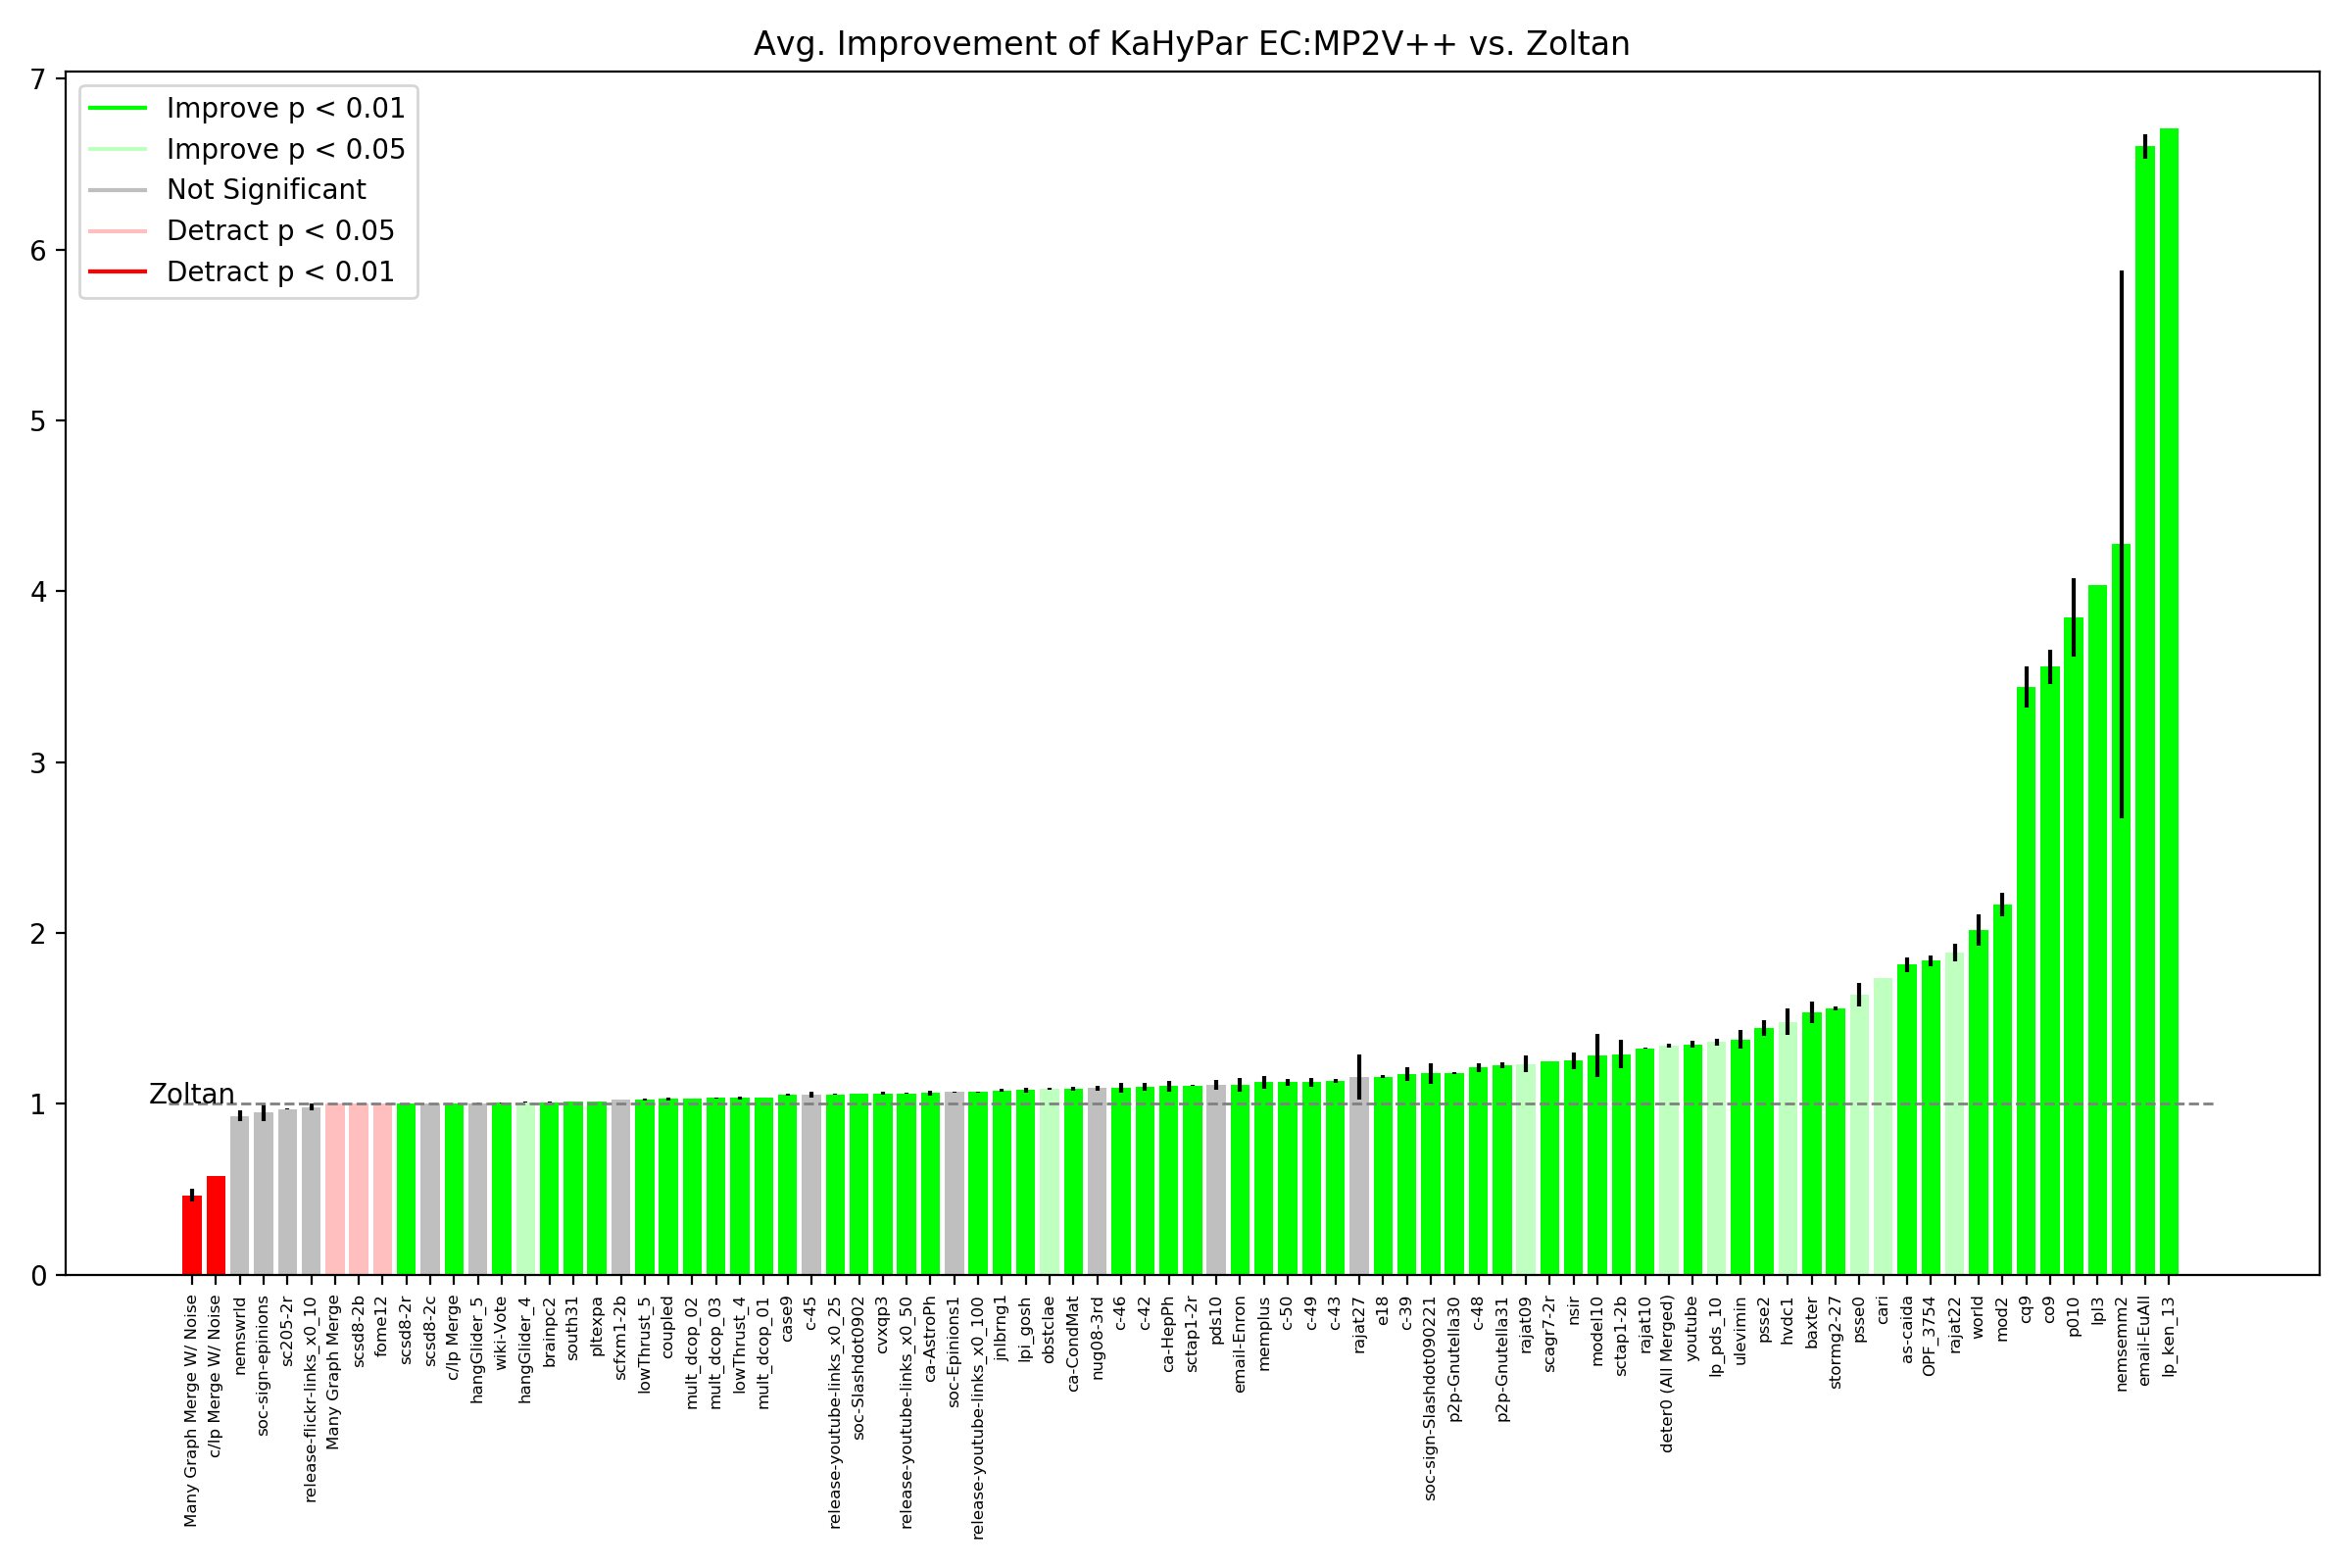 Avg. Improvement of KaHyPar EC:MP2V++ vs. Zoltan
7
6
5
4
3
2
1
0
Improve p < 0.01
Improve p < 0.05
Not Significant
Detract p < 0.05
Detract p < 0.01
Zoltan
Many Graph Merge W/ Noise
c/lp Merge W/ Noise
nemswrld
soc-sign-epinions
sc205-2r
release-flickr-links_x0_10
Many Graph Merge
scsd8-2b
fome12
scsd8-2r
scsd8-2c
c/lp Merge
hangGlider_5
wiki-Vote
hangGlider_4
brainpc2
south31
pltexpa
scfxm1-2b
lowThrust_5
coupled
mult_dcop_02
mult_dcop_03
lowThrust_4
mult_dcop_01
case9
c-45
release-youtube-links_x0_25
soc-Slashdot0902
cvxqp3
release-youtube-links_x0_50
ca-AstroPh
soc-Epinions1
release-youtube-links_x0_100
jnlbrng1
lpi_gosh
obstclae
ca-CondMat
nug08-3rd
c-46
c-42
ca-HepPh
sctap1-2r
pds10
email-Enron
memplus
c-50
c-49
c-43
rajat27
e18
c-39
soc-sign-Slashdot090221
p2p-Gnutella30
c-48
p2p-Gnutella31
rajat09
scagr7-2r
nsir
model10
sctap1-2b
rajat10
deter0 (All Merged)
youtube
lp_pds_10
ulevimin
psse2
hvdc1
baxter
stormg2-27
psse0
cari
as-caida
OPF_3754
rajat22
world
mod2
cq9
co9
p010
lpl3
nemsemm2
email-EuAll
lp_ken_13